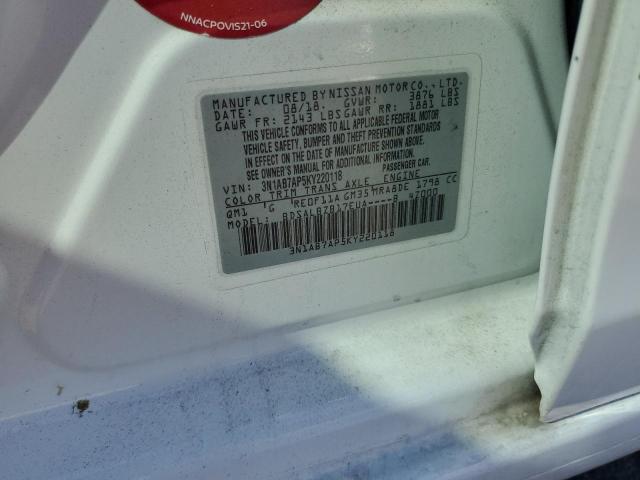 NNACPOVIS21-06
MANUFACTURED BY NISSAN MOTOR CO., LTD.
DATE: 08/18. GVWR: 3876 LBS
GAWR FR: 2143 LBS GAWR RR: 1881 LBS
THIS VEHICLE CONFORMS TO ALL APPLICABLE FEDERAL MOTOR
VEHICLE SAFETY, BUMPER, AND THEFT PREVENTION STANDARDS
IN EFFECT ON THE DATE OF MANUFACTURE SHOWN ABOVE.
SEE OWNER'S MANUAL FOR ADDITIONAL INFORMATION.
VIN: 3N1AB7AP5KY220118 PASSENGER CAR
COLOR TRIM TRANS AXLE ENGINE
QM1 G RE0F11A GM35 MRA8DE 1798 CC
MODEL: BDSALBZB17EUA----B 47000
3N1AB7AP5KY220118